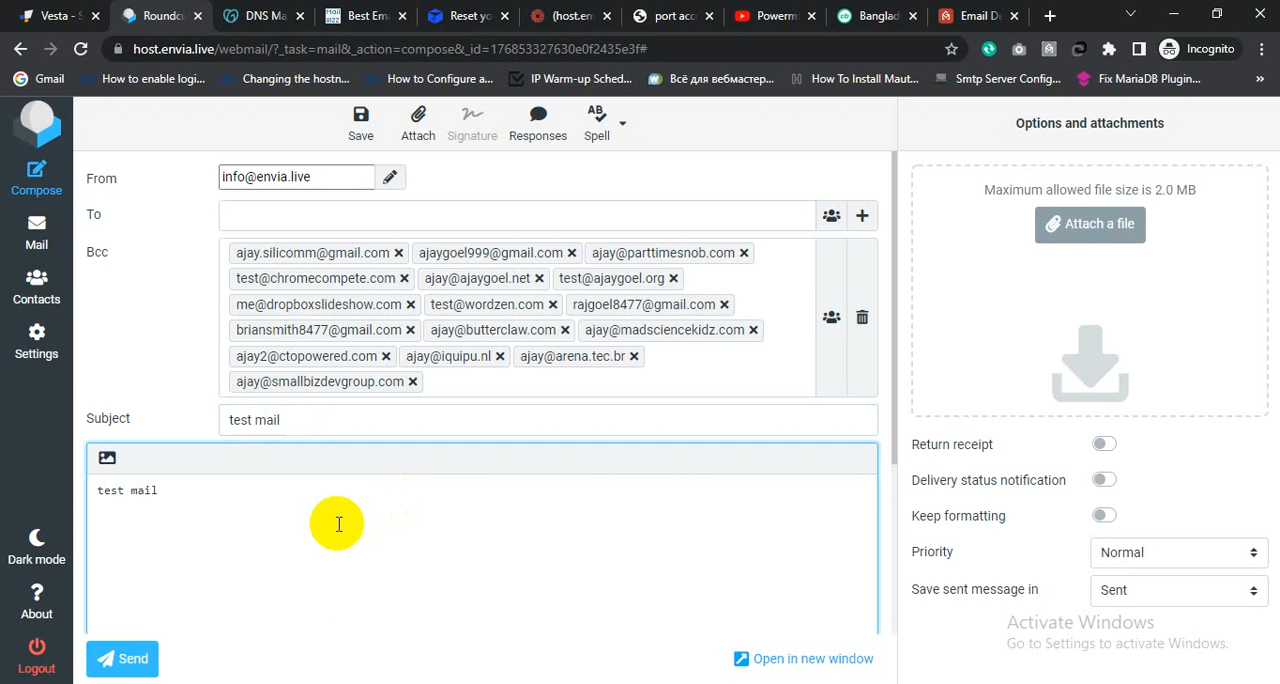 Vesta -
Roundcu
DNS Ma
Best Em
Reset yo
(host.en
port acc
Powerm
Banglad
Email De
host.envia.live/webmail/?_task=mail&_action=compose&_id=176853327630e0f2435e3f#
Incognito
Gmail
How to enable logi...
Changing the hostn...
How to Configure a...
IP Warm-up Sched...
Всё для вебмастер...
How To Install Maut...
Smtp Server Config...
Fix MariaDB Plugin...
Save
Attach
Signature
Responses
Spell
Options and attachments
Compose
Mail
Contacts
Settings
Dark mode
About
Logout
From info@envia.live
To
Bcc ajay.silicomm@gmail.com ajaygoel999@gmail.com ajay@parttimesnob.com
test@chromecompete.com ajay@ajaygoel.net test@ajaygoel.org
me@dropboxslideshow.com test@wordzen.com rajgoel8477@gmail.com
briansmith8477@gmail.com ajay@butterclaw.com ajay@madsciencekidz.com
ajay2@ctopowered.com ajay@iquipu.nl ajay@arena.tec.br
ajay@smallbizdevgroup.com
Subject test mail
test mail
Send
Open in new window
Maximum allowed file size is 2.0 MB
Attach a file
Return receipt
Delivery status notification
Keep formatting
Priority Normal
Save sent message in Sent
Activate Windows
Go to Settings to activate Windows.